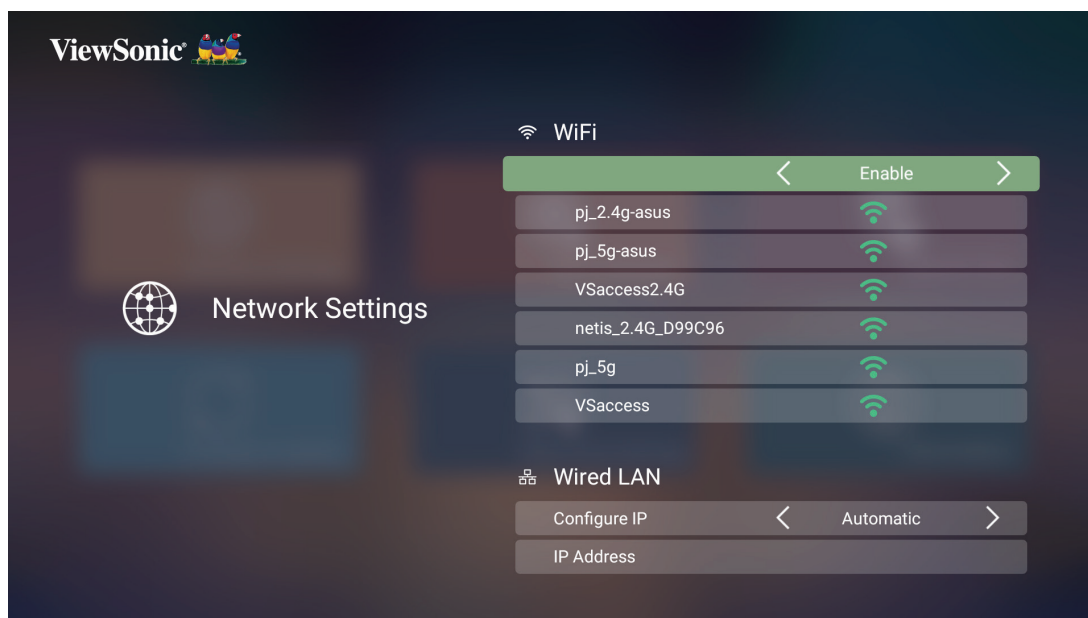 ViewSonic®
WiFi
Enable
pj_2.4g-asus
pj_5g-asus
VSaccess2.4G
Network Settings
netis_2.4G_D99C96
pj_5g
VSaccess
Wired LAN
Configure IP Automatic
IP Address